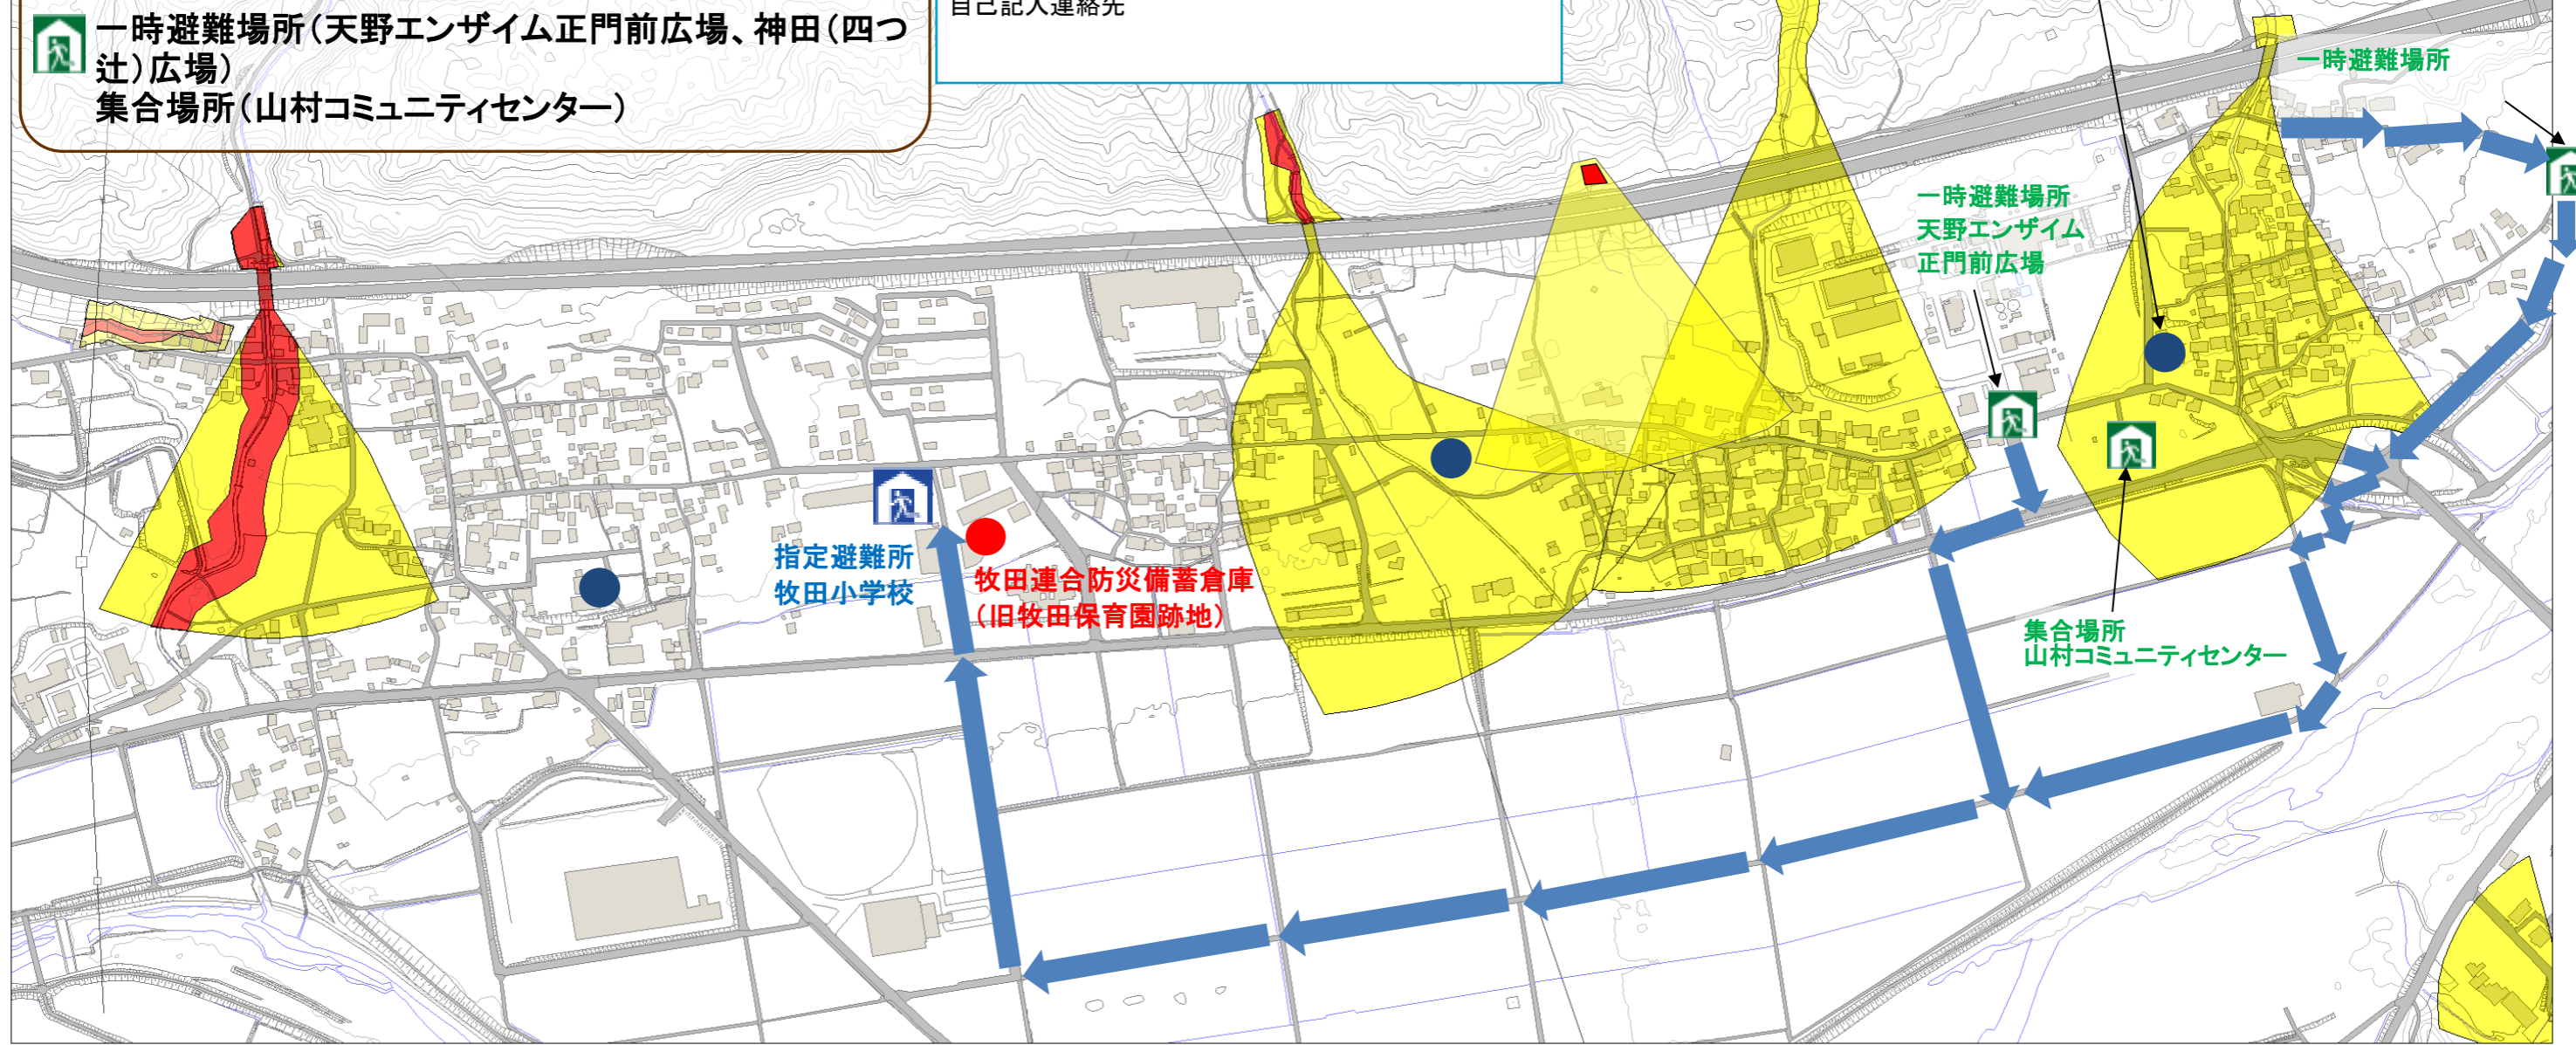 一時避難場所(天野エンザイム正門前広場、神田(四つ
辻)広場)
集合場所(山村コミュニティセンター)
自己記入連絡先
一時避難場所
一時避難場所
天野エンザイム
正門前広場
指定避難所
牧田小学校
牧田連合防災備蓄倉庫
(旧牧田保育園跡地)
集合場所
山村コミュニティセンター